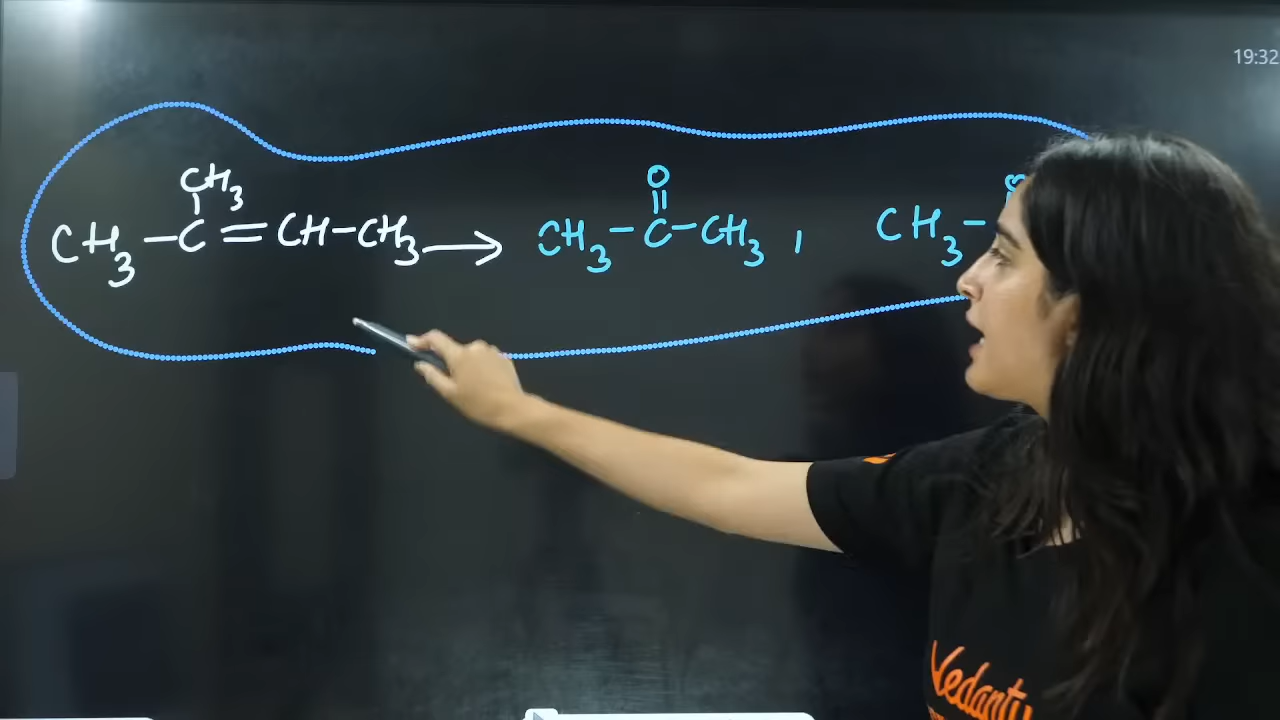 19:32
CH3
O
O
CH3 — C = CH – CH3 → CH3 – C – CH3 , CH3 –
Vedantu